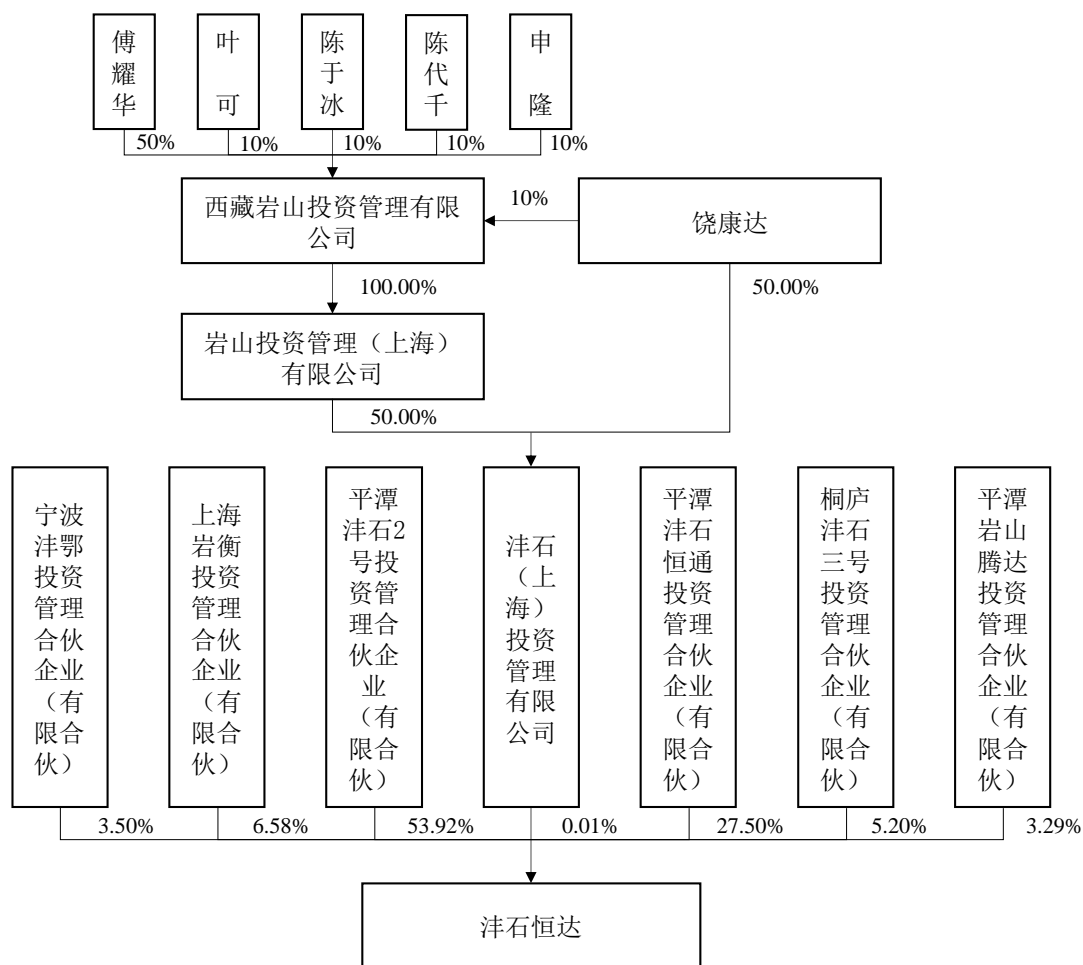 傅耀华
叶可
陈于冰
陈代千
申隆
50%
10%
10%
10%
10%
西藏岩山投资管理有限
公司
10%
饶康达
100.00%
50.00%
岩山投资管理（上海）
有限公司
50.00%
宁波
沣鄂
投资
管理
合伙
企业
（有
限合
伙）
上海
岩衡
投资
管理
合伙
企业
（有
限合
伙）
平潭
沣石2
号投
资管
理合
伙企
业
（有
限合
伙）
沣石
（上
海）
投资
管理
有限
公司
平潭
沣石
恒通
投资
管理
合伙
企业
（有
限合
伙）
桐庐
沣石
三号
投资
管理
合伙
企业
（有
限合
伙）
平潭
岩山
腾达
投资
管理
合伙
企业
（有
限合
伙）
3.50%
6.58%
53.92%
0.01%
27.50%
5.20%
3.29%
沣石恒达